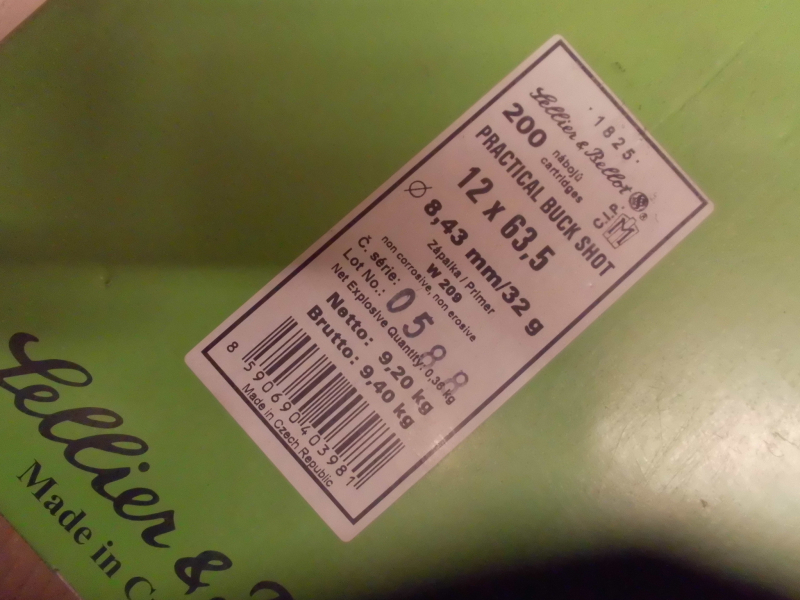 · 1825 ·
Sellier & Bellot S&B ®
200 nábojů
cartridges
PRACTICAL BUCK SHOT
C.I.P. M
12 x 63,5
Ø 8,43 mm/32 g
Zápalka / Primer
W 209
non corrosive, non erosive
Č. série:
Lot No.: 0588
Net Explosive Quantity: 0,36 kg
Netto: 9,20 kg
Brutto: 9,40 kg
8 590690 403981
Made in Czech Republic
Sellier &
Made in